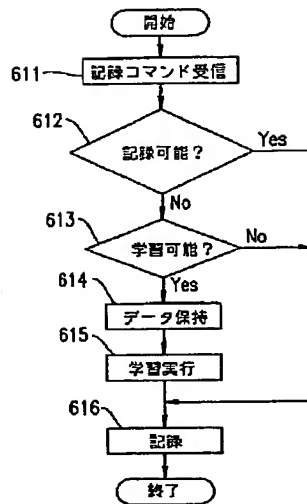 開始
611
記録コマンド受信
612
記録可能?
Yes
No
613
学習可能?
No
Yes
614
データ保持
615
学習実行
616
記録
終了